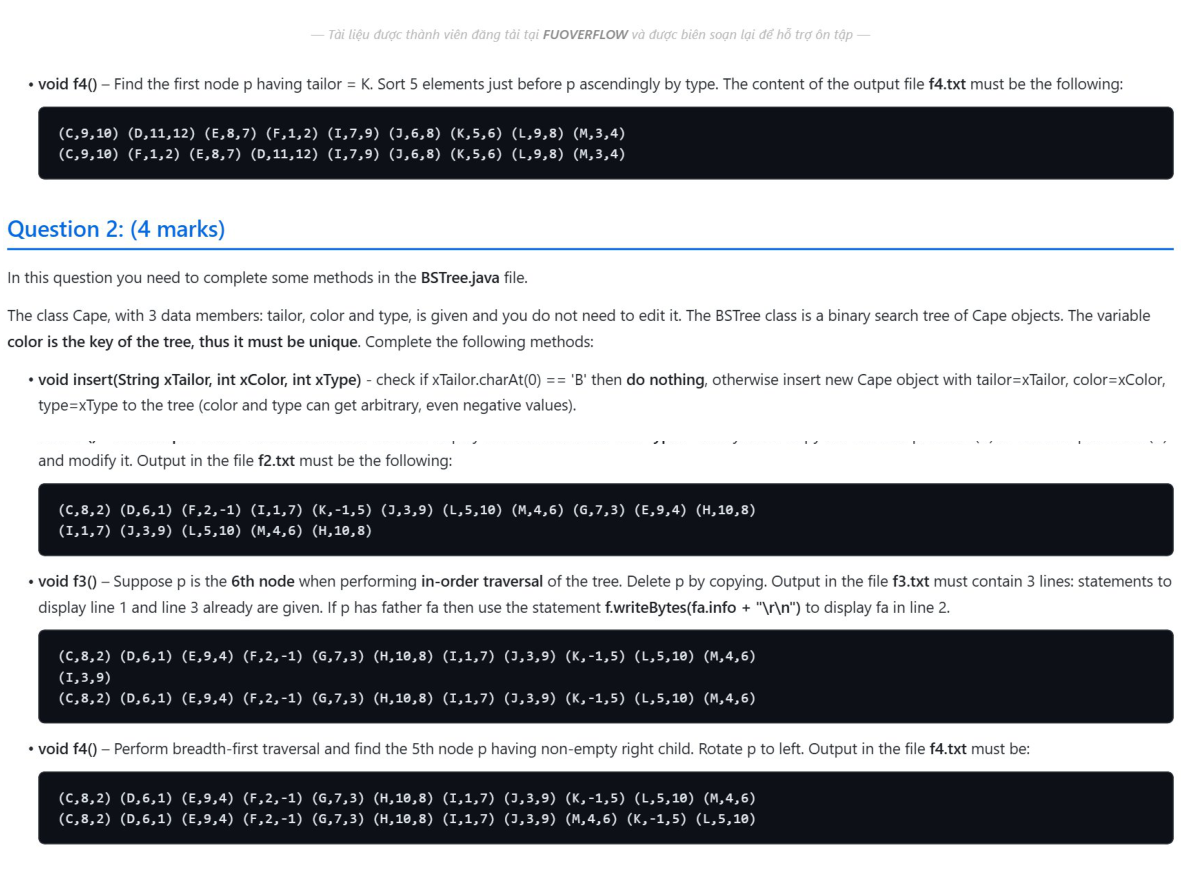 — Tài liệu được thành viên đăng tải tại FUOVERFLOW và được biên soạn lại để hỗ trợ ôn tập —
• void f4() – Find the first node p having tailor = K. Sort 5 elements just before p ascendingly by type. The content of the output file f4.txt must be the following:
(C,9,10) (D,11,12) (E,8,7) (F,1,2) (I,7,9) (J,6,8) (K,5,6) (L,9,8) (M,3,4)
(C,9,10) (F,1,2) (E,8,7) (D,11,12) (I,7,9) (J,6,8) (K,5,6) (L,9,8) (M,3,4)
Question 2: (4 marks)
In this question you need to complete some methods in the BSTree.java file.
The class Cape, with 3 data members: tailor, color and type, is given and you do not need to edit it. The BSTree class is a binary search tree of Cape objects. The variable
color is the key of the tree, thus it must be unique. Complete the following methods:
• void insert(String xTailor, int xColor, int xType) - check if xTailor.charAt(0) == 'B' then do nothing, otherwise insert new Cape object with tailor=xTailor, color=xColor,
type=xType to the tree (color and type can get arbitrary, even negative values).
and modify it. Output in the file f2.txt must be the following:
(C,8,2) (D,6,1) (F,2,-1) (I,1,7) (K,-1,5) (J,3,9) (L,5,10) (M,4,6) (G,7,3) (E,9,4) (H,10,8)
(I,1,7) (J,3,9) (L,5,10) (M,4,6) (H,10,8)
• void f3() – Suppose p is the 6th node when performing in-order traversal of the tree. Delete p by copying. Output in the file f3.txt must contain 3 lines: statements to
display line 1 and line 3 already are given. If p has father fa then use the statement f.writeBytes(fa.info + "\r\n") to display fa in line 2.
(C,8,2) (D,6,1) (E,9,4) (F,2,-1) (G,7,3) (H,10,8) (I,1,7) (J,3,9) (K,-1,5) (L,5,10) (M,4,6)
(I,3,9)
(C,8,2) (D,6,1) (E,9,4) (F,2,-1) (G,7,3) (H,10,8) (I,1,7) (J,3,9) (K,-1,5) (L,5,10) (M,4,6)
• void f4() – Perform breadth-first traversal and find the 5th node p having non-empty right child. Rotate p to left. Output in the file f4.txt must be:
(C,8,2) (D,6,1) (E,9,4) (F,2,-1) (G,7,3) (H,10,8) (I,1,7) (J,3,9) (K,-1,5) (L,5,10) (M,4,6)
(C,8,2) (D,6,1) (E,9,4) (F,2,-1) (G,7,3) (H,10,8) (I,1,7) (J,3,9) (M,4,6) (K,-1,5) (L,5,10)